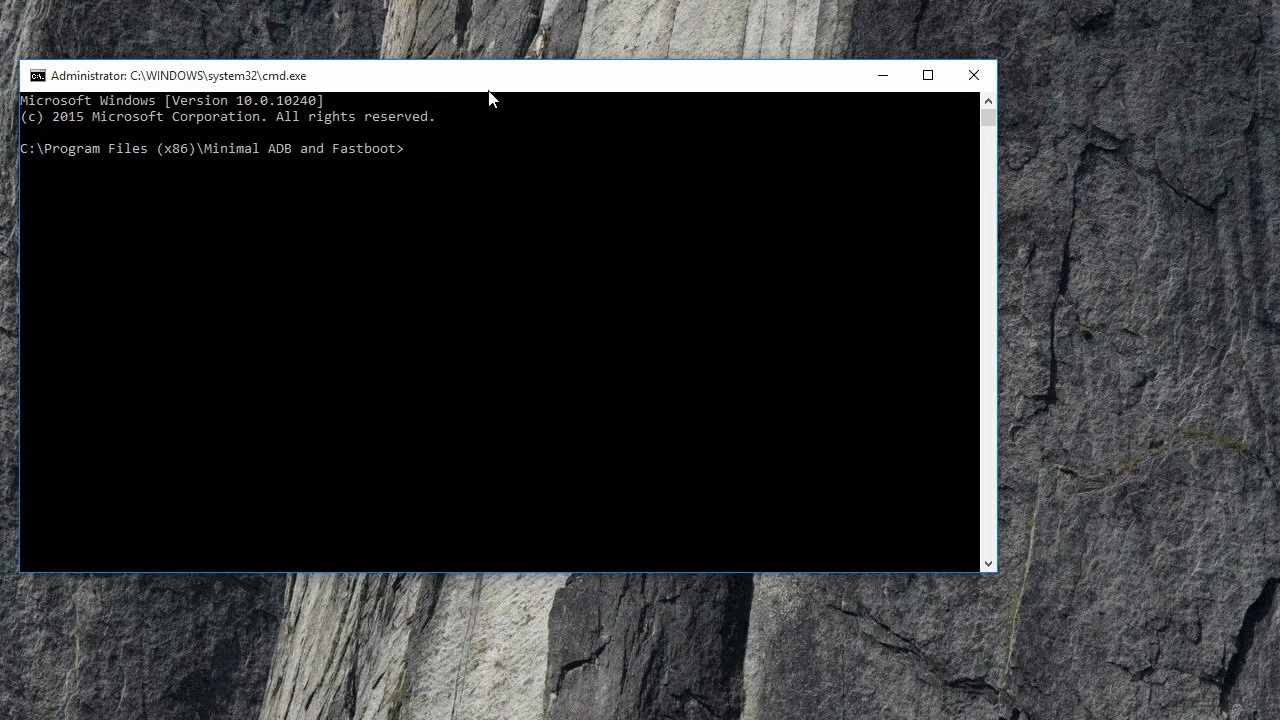 Administrator: C:\WINDOWS\system32\cmd.exe
Microsoft Windows [Version 10.0.10240]
(c) 2015 Microsoft Corporation. All rights reserved.
C:\Program Files (x86)\Minimal ADB and Fastboot>